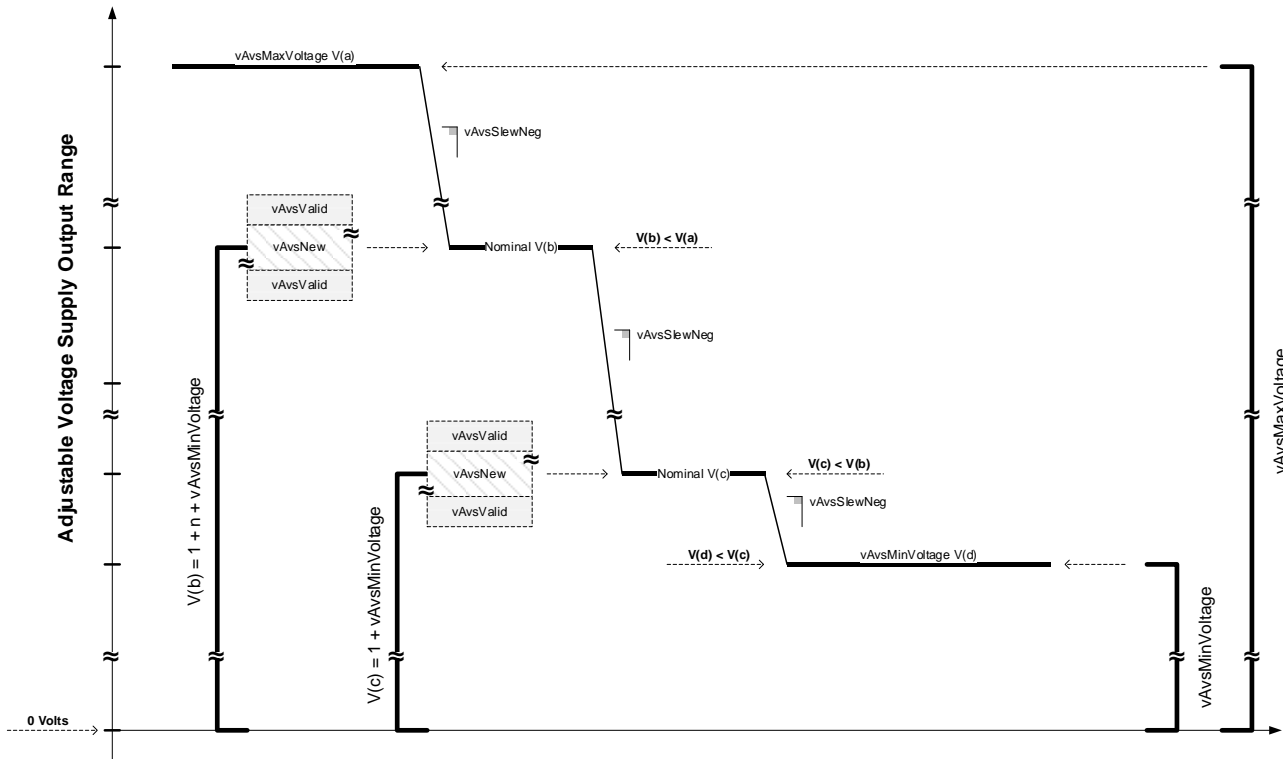 Adjustable Voltage Supply Output Range
vAvsMaxVoltage V(a)
vAvsSlewNeg
vAvsValid
vAvsNew
vAvsValid
Nominal V(b)
V(b) < V(a)
vAvsSlewNeg
V(b) = 1 + n + vAvsMinVoltage
vAvsValid
vAvsNew
vAvsValid
Nominal V(c)
V(c) < V(b)
vAvsSlewNeg
V(c) = 1 + vAvsMinVoltage
V(d) < V(c)
vAvsMinVoltage V(d)
vAvsMinVoltage
vAvsMaxVoltage
0 Volts